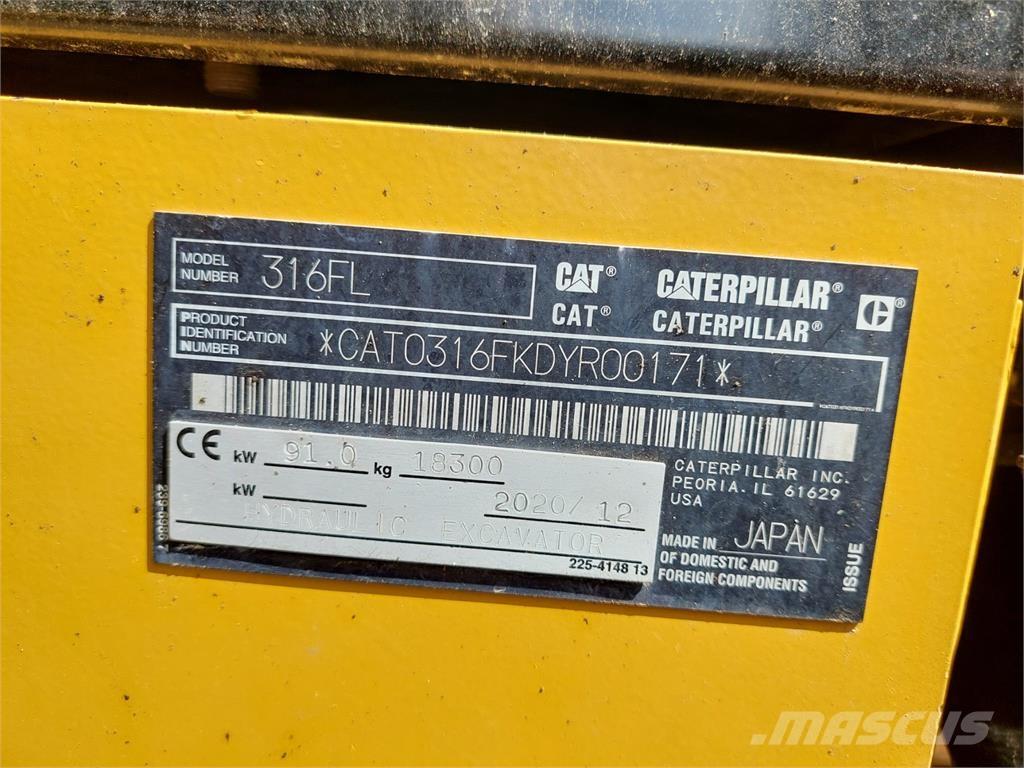 MODEL NUMBER 316FL
CAT® CATERPILLAR®
CAT® CATERPILLAR®
PRODUCT IDENTIFICATION NUMBER *CAT0316FKDYR00171*
CE kW 91.0 kg 18300
kW 2020/12
HYDRAULIC EXCAVATOR
225-4148 13
CATERPILLAR INC.
PEORIA.IL 61629
USA
MADE IN JAPAN
OF DOMESTIC AND
FOREIGN COMPONENTS
ISSUE
MASCUS